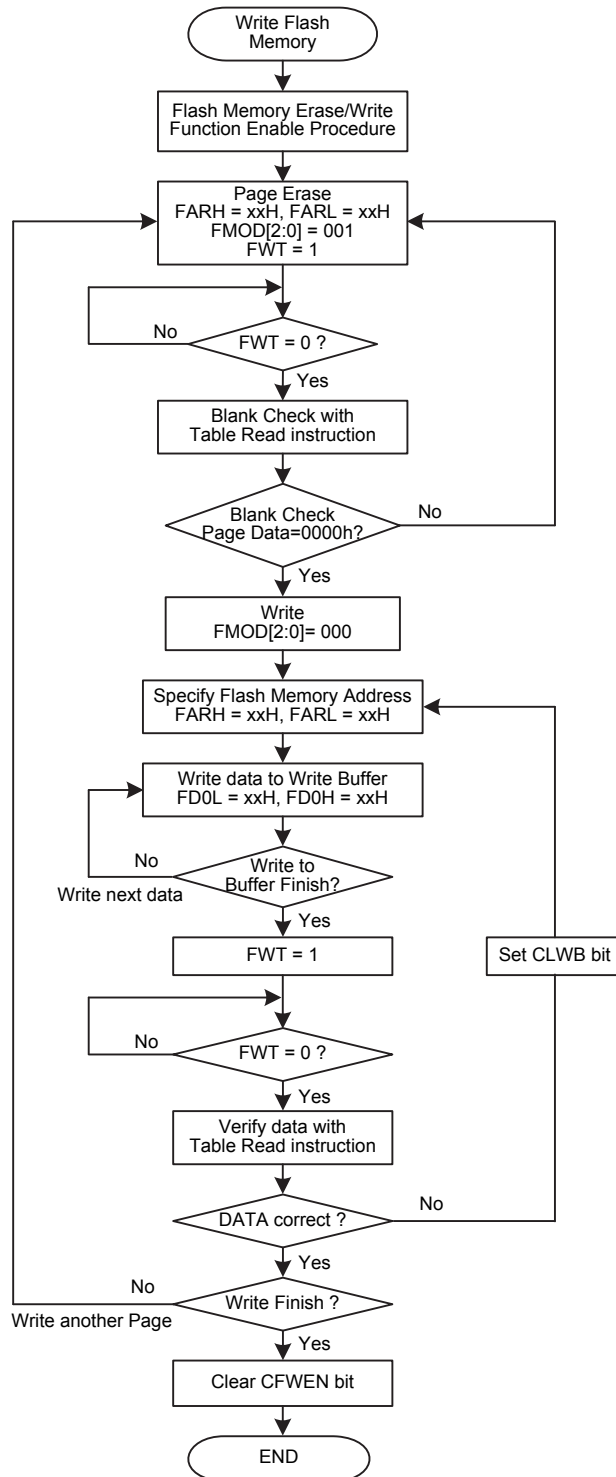 Write Flash
Memory
Flash Memory Erase/Write
Function Enable Procedure
Page Erase
FARH = xxH, FARL = xxH
FMOD[2:0] = 001
FWT = 1
No
FWT = 0 ?
Yes
Blank Check with
Table Read instruction
Blank Check
Page Data=0000h?
No
Yes
Write
FMOD[2:0]= 000
Specify Flash Memory Address
FARH = xxH, FARL = xxH
Write data to Write Buffer
FD0L = xxH, FD0H = xxH
No
Write next data
Write to
Buffer Finish?
Yes
FWT = 1
Set CLWB bit
No
FWT = 0 ?
Yes
Verify data with
Table Read instruction
DATA correct ?
No
Yes
No
Write another Page
Write Finish ?
Yes
Clear CFWEN bit
END